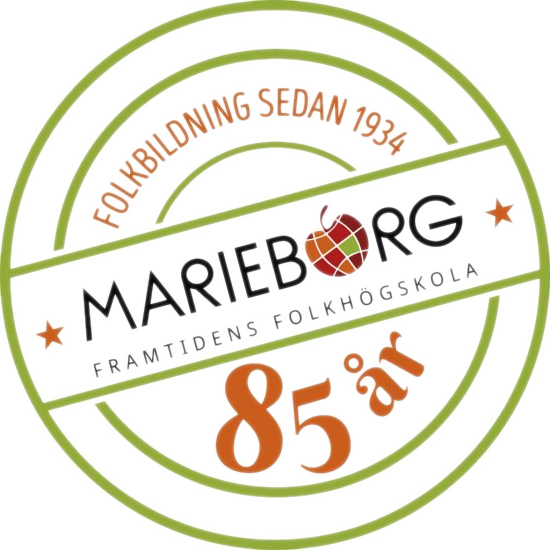 FOLKBILDNING SEDAN 1934
MARIEBORG
FRAMTIDENS FOLKHÖGSKOLA
85 år